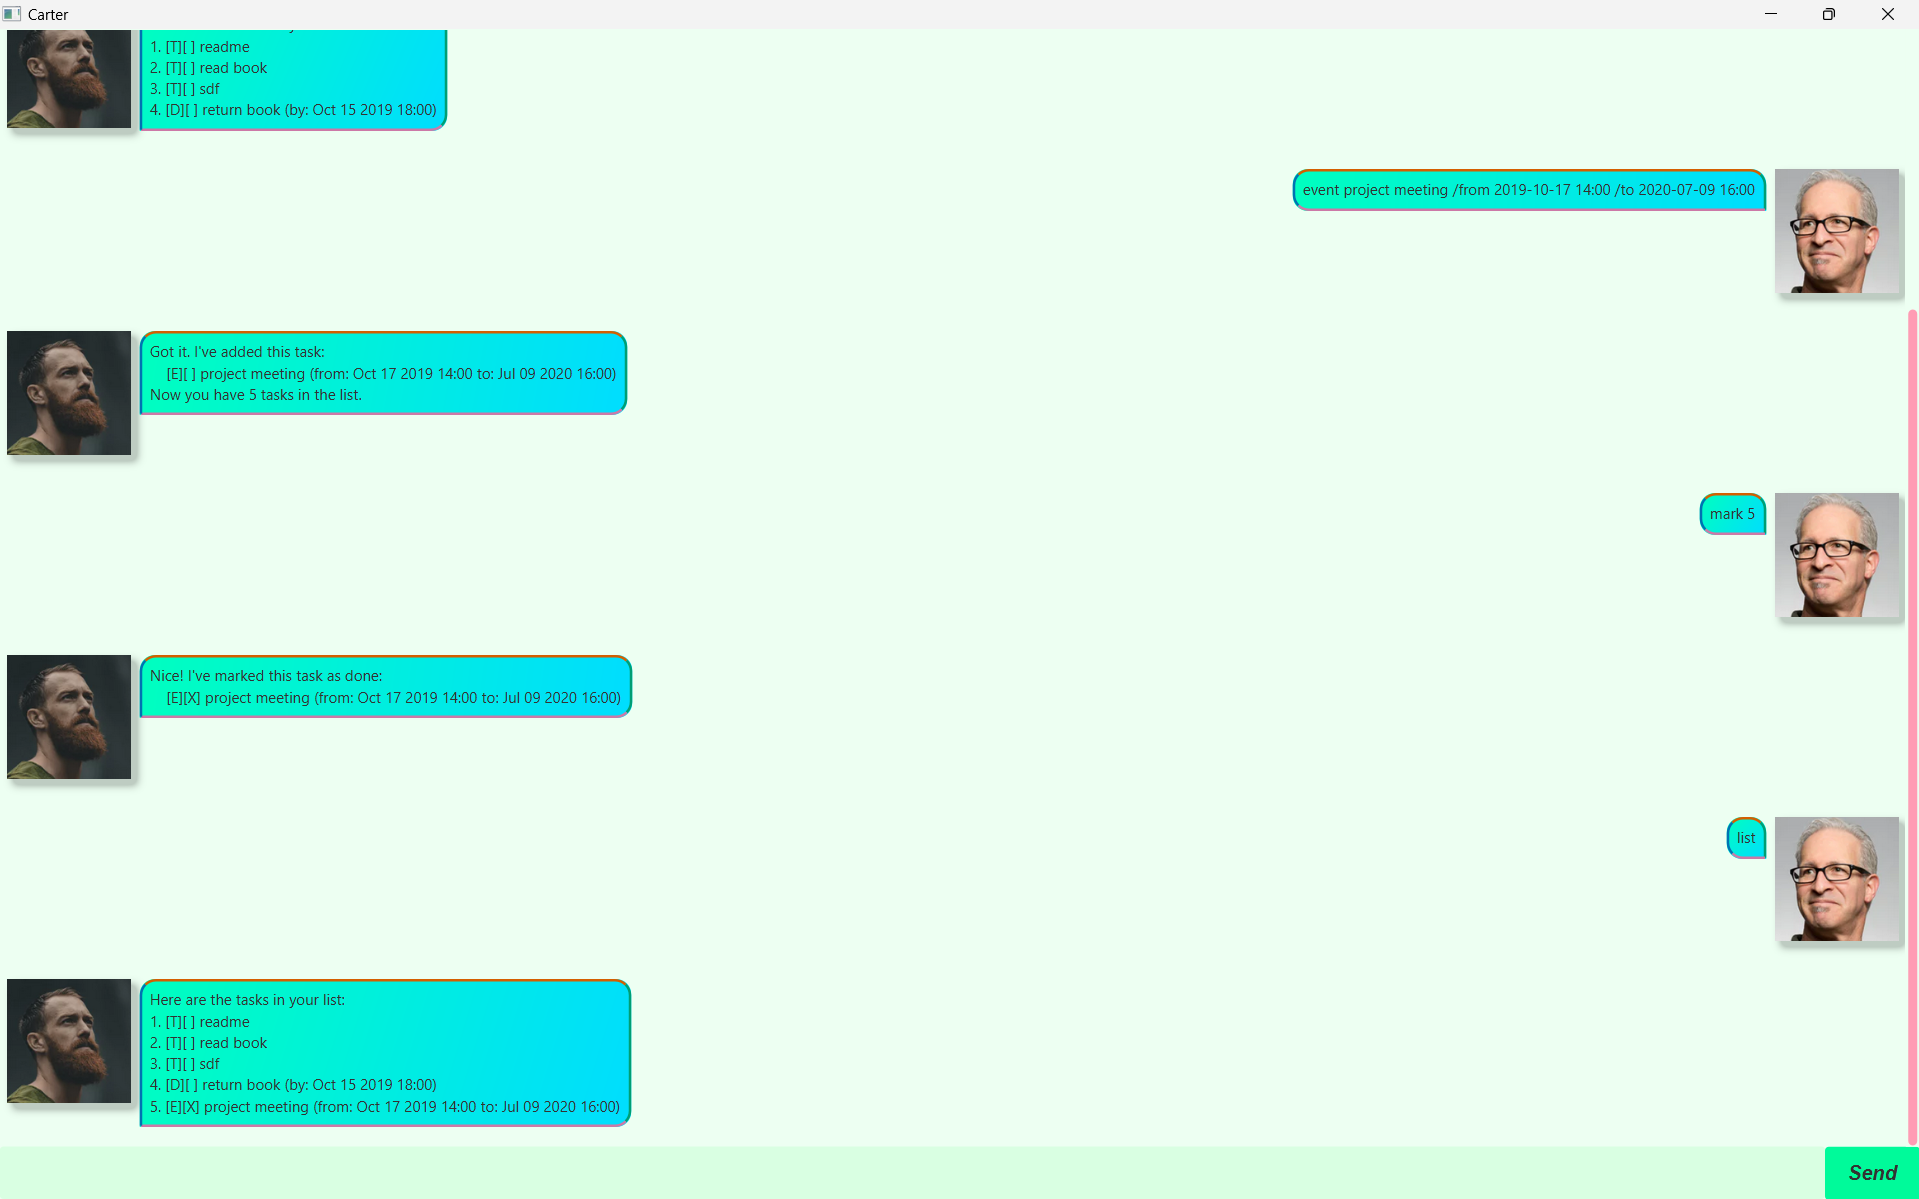 Carter
1. [T][ ] readme
2. [T][ ] read book
3. [T][ ] sdf
4. [D][ ] return book (by: Oct 15 2019 18:00)
event project meeting /from 2019-10-17 14:00 /to 2020-07-09 16:00
Got it. I've added this task:
[E][ ] project meeting (from: Oct 17 2019 14:00 to: Jul 09 2020 16:00)
Now you have 5 tasks in the list.
mark 5
Nice! I've marked this task as done:
[E][X] project meeting (from: Oct 17 2019 14:00 to: Jul 09 2020 16:00)
list
Here are the tasks in your list:
1. [T][ ] readme
2. [T][ ] read book
3. [T][ ] sdf
4. [D][ ] return book (by: Oct 15 2019 18:00)
5. [E][X] project meeting (from: Oct 17 2019 14:00 to: Jul 09 2020 16:00)
Send